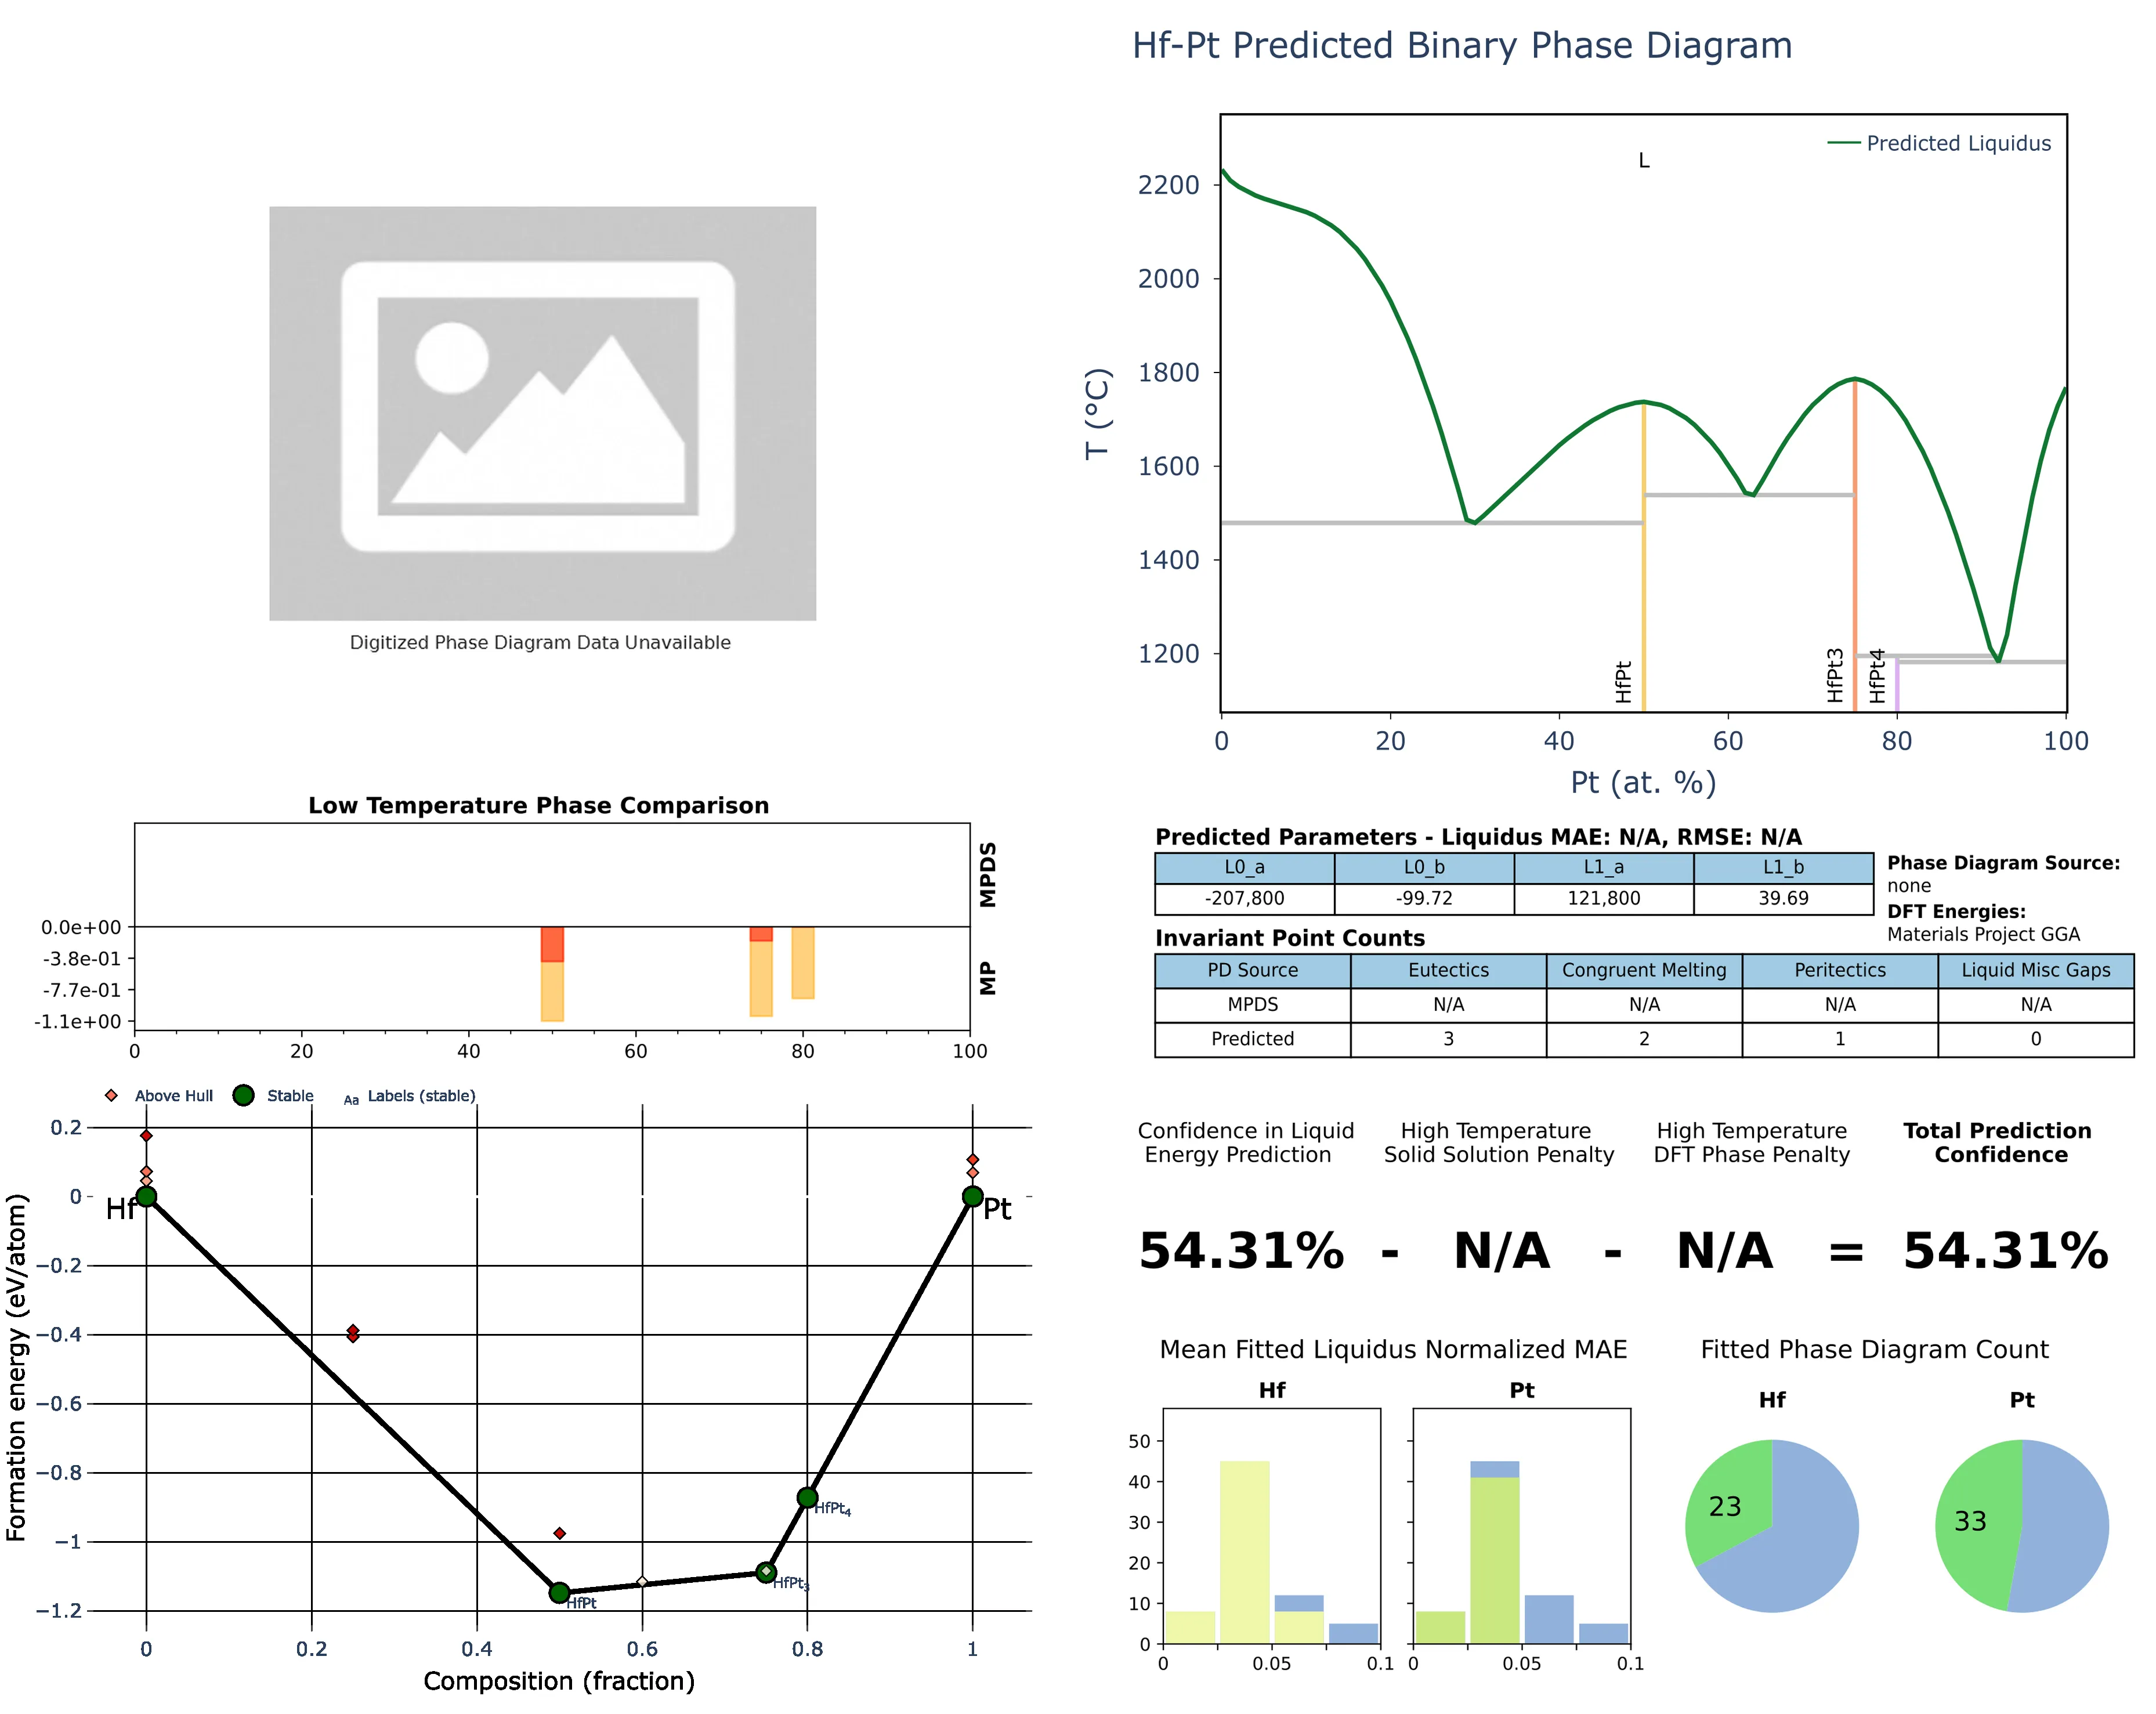 Hf-Pt Predicted Binary Phase Diagram
Predicted Liquidus
L
2200
2000
1800
1600
1400
1200
T (°C)
HfPt
HfPt3
HfPt4
0 20 40 60 80 100
Pt (at. %)
Digitized Phase Diagram Data Unavailable
Low Temperature Phase Comparison
MPDS
MP
0.0e+00
-3.8e-01
-7.7e-01
-1.1e+00
0 20 40 60 80 100
Predicted Parameters - Liquidus MAE: N/A, RMSE: N/A
L0_a L0_b L1_a L1_b
-207,800 -99.72 121,800 39.69
Phase Diagram Source:
none
DFT Energies:
Materials Project GGA
Invariant Point Counts
PD Source Eutectics Congruent Melting Peritectics Liquid Misc Gaps
MPDS N/A N/A N/A N/A
Predicted 3 2 1 0
Above Hull Stable Aa Labels (stable)
0.2
0
−0.2
−0.4
−0.6
−0.8
−1
−1.2
Formation energy (eV/atom)
Hf
Pt
HfPt
HfPt₃
HfPt₄
0 0.2 0.4 0.6 0.8 1
Composition (fraction)
Confidence in Liquid Energy Prediction
High Temperature Solid Solution Penalty
High Temperature DFT Phase Penalty
Total Prediction Confidence
54.31% - N/A - N/A = 54.31%
Mean Fitted Liquidus Normalized MAE
Hf
Pt
50
40
30
20
10
0
0 0.05 0.1
0 0.05 0.1
Fitted Phase Diagram Count
Hf
Pt
23
33